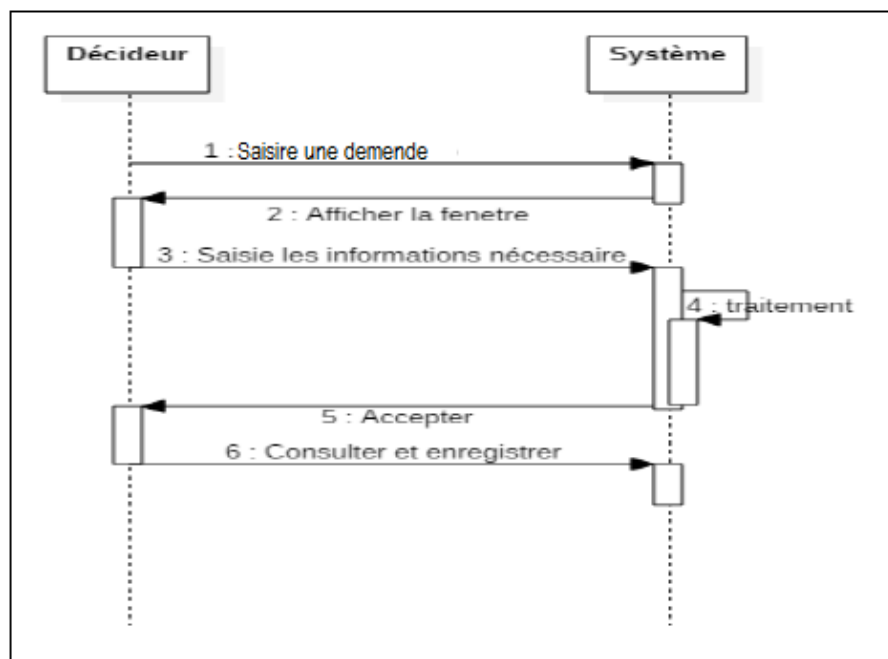 Décideur
Système
1 : Saisire une demende
2 : Afficher la fenetre
3 : Saisie les informations nécessaire
4 : traitement
5 : Accepter
6 : Consulter et enregistrer